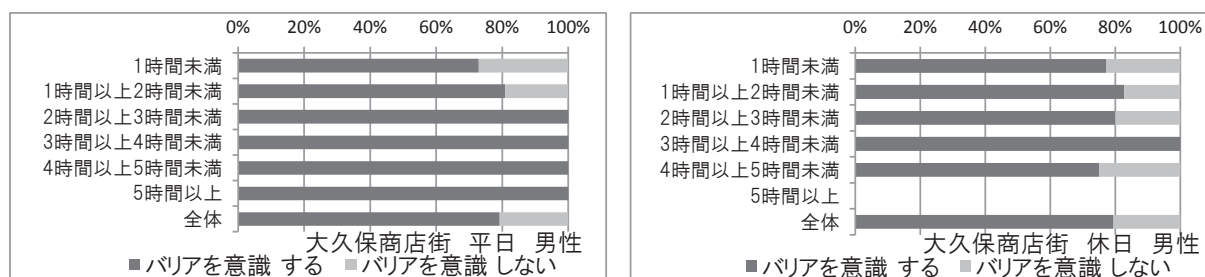 0% 20% 40% 60% 80% 100%
1時間未満
1時間以上2時間未満
2時間以上3時間未満
3時間以上4時間未満
4時間以上5時間未満
5時間以上
全体
大久保商店街 平日 男性
■バリアを意識 する ■バリアを意識 しない
0% 20% 40% 60% 80% 100%
1時間未満
1時間以上2時間未満
2時間以上3時間未満
3時間以上4時間未満
4時間以上5時間未満
5時間以上
全体
大久保商店街 休日 男性
■バリアを意識 する ■バリアを意識 しない